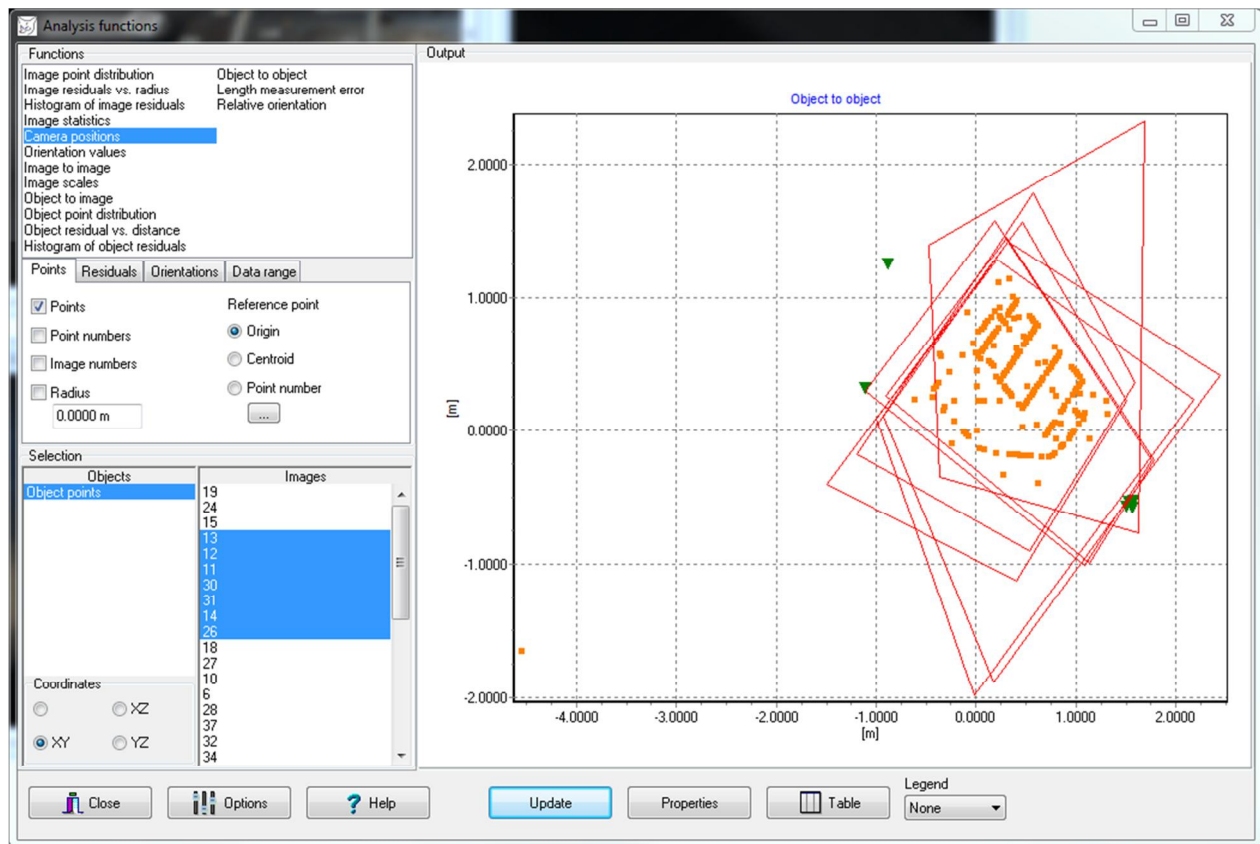 Analysis functions
Functions
Image point distribution
Image residuals vs. radius
Histogram of image residuals
Image statistics
Camera positions
Orientation values
Image to image
Image scales
Object to image
Object point distribution
Object residual vs. distance
Histogram of object residuals
Object to object
Length measurement error
Relative orientation
Points Residuals Orientations Data range
Points
Point numbers
Image numbers
Radius
0.0000 m
Reference point
Origin
Centroid
Point number
...
Selection
Objects
Object points
Images
19
24
15
13
12
11
30
31
14
26
18
27
10
6
28
37
32
34
Coordinates
XZ
XY YZ
Output
Object to object
2.0000
1.0000
0.0000
-1.0000
-2.0000
[m]
-4.0000 -3.0000 -2.0000 -1.0000 0.0000 1.0000 2.0000
[m]
Close Options Help Update Properties Table
Legend
None